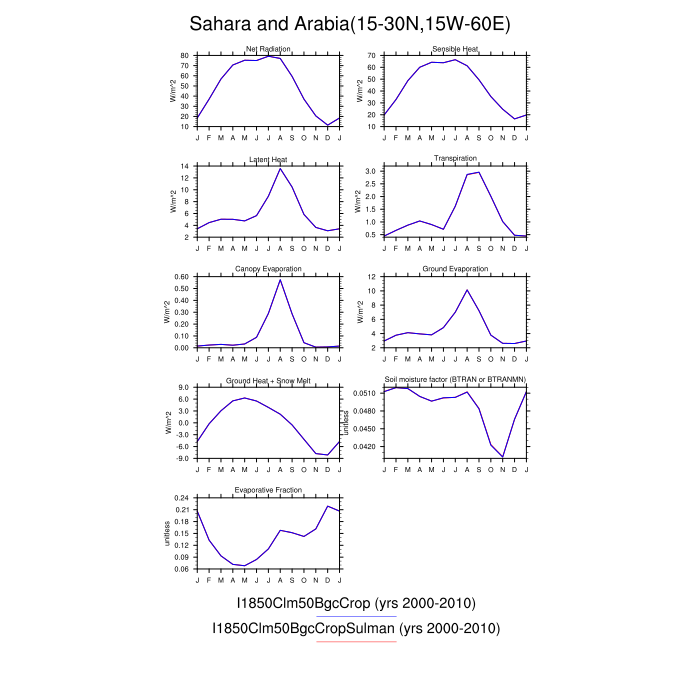 Sahara and Arabia(15-30N,15W-60E)
Net Radiation
W/m^2
80
70
60
50
40
30
20
10
J F M A M J J A S O N D J
Sensible Heat
W/m^2
70
60
50
40
30
20
10
J F M A M J J A S O N D J
Latent Heat
W/m^2
14
12
10
8
6
4
2
J F M A M J J A S O N D J
Transpiration
W/m^2
3.0
2.5
2.0
1.5
1.0
0.5
J F M A M J J A S O N D J
Canopy Evaporation
W/m^2
0.60
0.50
0.40
0.30
0.20
0.10
0.00
J F M A M J J A S O N D J
Ground Evaporation
W/m^2
12
10
8
6
4
2
J F M A M J J A S O N D J
Ground Heat + Snow Melt
W/m^2
9.0
6.0
3.0
0.0
-3.0
-6.0
-9.0
J F M A M J J A S O N D J
Soil moisture factor (BTRAN or BTRANMN)
unitless
0.0510
0.0480
0.0450
0.0420
J F M A M J J A S O N D J
Evaporative Fraction
unitless
0.24
0.21
0.18
0.15
0.12
0.09
0.06
J F M A M J J A S O N D J
I1850Clm50BgcCrop (yrs 2000-2010)
I1850Clm50BgcCropSulman (yrs 2000-2010)